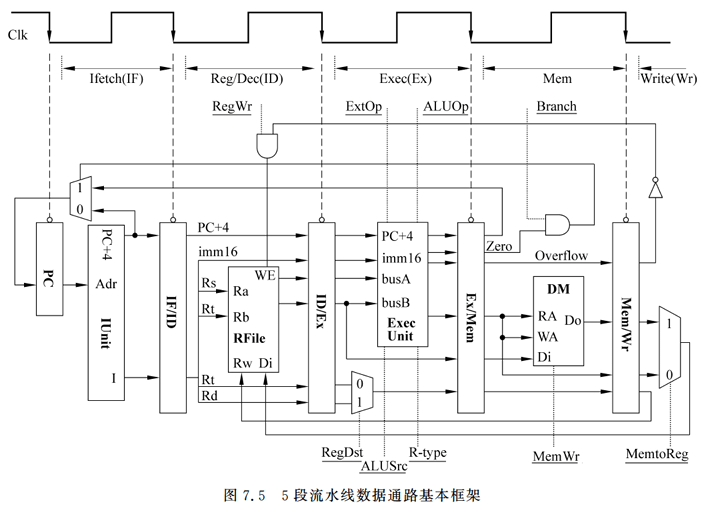 Clk
Ifetch(IF) Reg/Dec(ID) Exec(Ex) Mem Write(Wr)
RegWr ExtOp ALUOp Branch
1
0
PC+4
PC
Adr
IUnit
I
IF/ID
PC+4
imm16
Rs
Rt
WE
Ra
Rb
RFile
Rw Di
Rt
Rd
ID/Ex
PC+4
imm16
busA
busB
Exec
Unit
0
1
Ex/Mem
Zero
Overflow
DM
RA Do
WA
Di
Mem/Wr
1
0
RegDst R-type MemWr MemtoReg
ALUSrc
图 7.5 5 段流水线数据通路基本框架